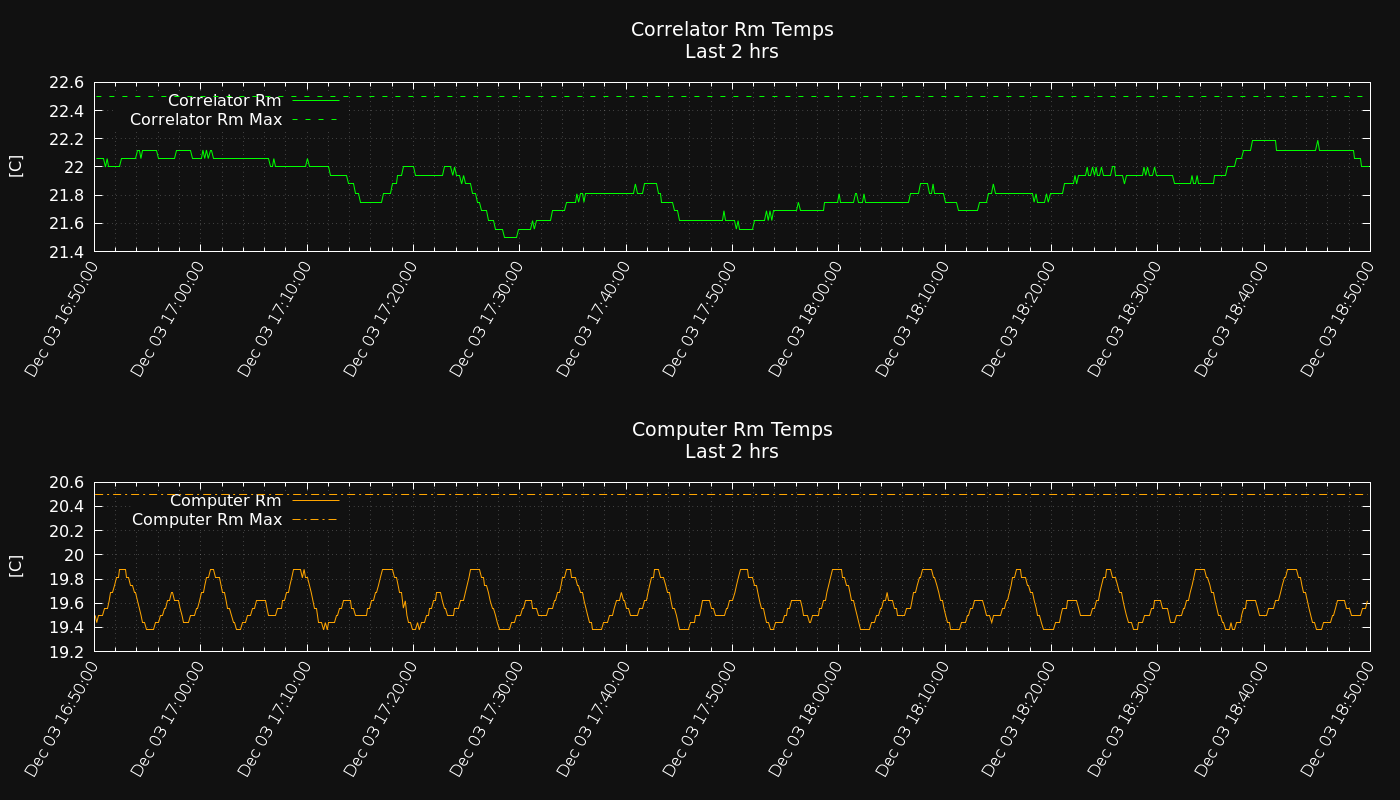 Correlator Rm Temps
Last 2 hrs
[C]
22.6
22.4
22.2
22
21.8
21.6
21.4
Correlator Rm
Correlator Rm Max
Dec 03 16:50:00
Dec 03 17:00:00
Dec 03 17:10:00
Dec 03 17:20:00
Dec 03 17:30:00
Dec 03 17:40:00
Dec 03 17:50:00
Dec 03 18:00:00
Dec 03 18:10:00
Dec 03 18:20:00
Dec 03 18:30:00
Dec 03 18:40:00
Dec 03 18:50:00
Computer Rm Temps
Last 2 hrs
[C]
20.6
20.4
20.2
20
19.8
19.6
19.4
19.2
Computer Rm
Computer Rm Max
Dec 03 16:50:00
Dec 03 17:00:00
Dec 03 17:10:00
Dec 03 17:20:00
Dec 03 17:30:00
Dec 03 17:40:00
Dec 03 17:50:00
Dec 03 18:00:00
Dec 03 18:10:00
Dec 03 18:20:00
Dec 03 18:30:00
Dec 03 18:40:00
Dec 03 18:50:00